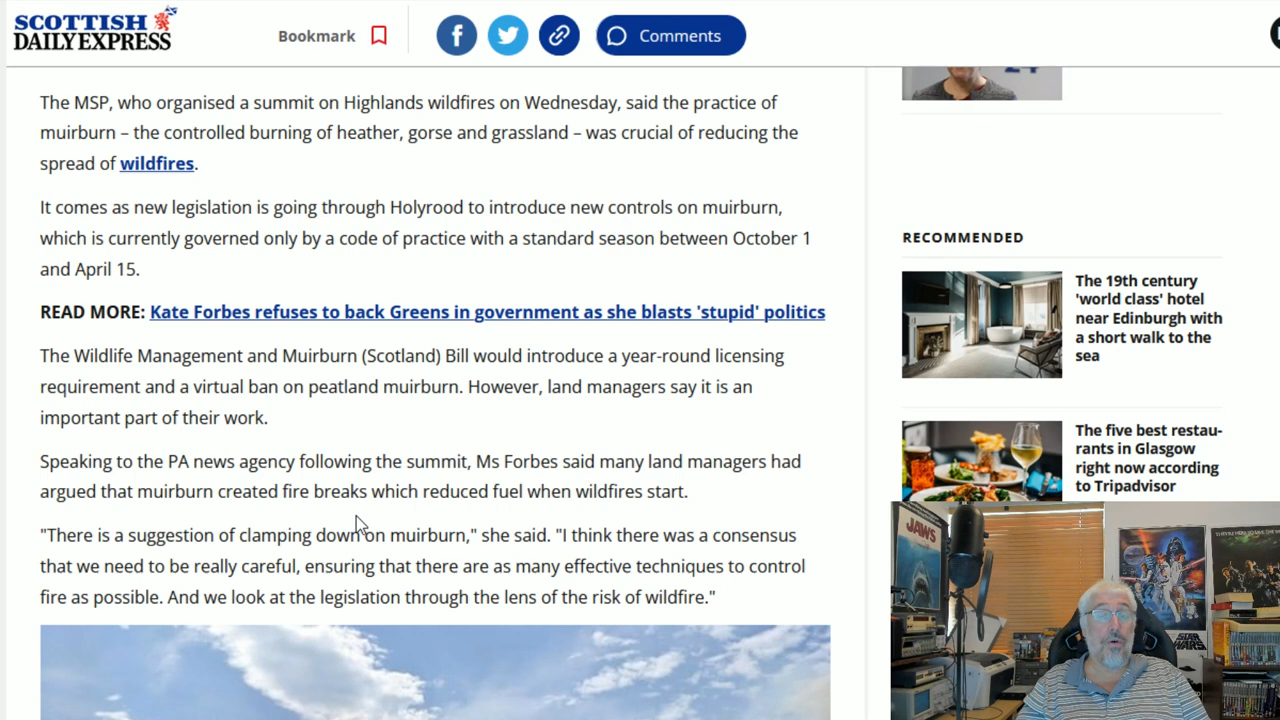 SCOTTISH
DAILY EXPRESS
Bookmark
f
Comments
The MSP, who organised a summit on Highlands wildfires on Wednesday, said the practice of
muirburn – the controlled burning of heather, gorse and grassland – was crucial of reducing the
spread of wildfires.
It comes as new legislation is going through Holyrood to introduce new controls on muirburn,
which is currently governed only by a code of practice with a standard season between October 1
and April 15.
READ MORE: Kate Forbes refuses to back Greens in government as she blasts 'stupid' politics
The Wildlife Management and Muirburn (Scotland) Bill would introduce a year-round licensing
requirement and a virtual ban on peatland muirburn. However, land managers say it is an
important part of their work.
Speaking to the PA news agency following the summit, Ms Forbes said many land managers had
argued that muirburn created fire breaks which reduced fuel when wildfires start.
"There is a suggestion of clamping down on muirburn," she said. "I think there was a consensus
that we need to be really careful, ensuring that there are as many effective techniques to control
fire as possible. And we look at the legislation through the lens of the risk of wildfire."
RECOMMENDED
The 19th century
'world class' hotel
near Edinburgh with
a short walk to the
sea
The five best restau-
rants in Glasgow
right now according
to Tripadvisor
JAWS
STAR
WARS